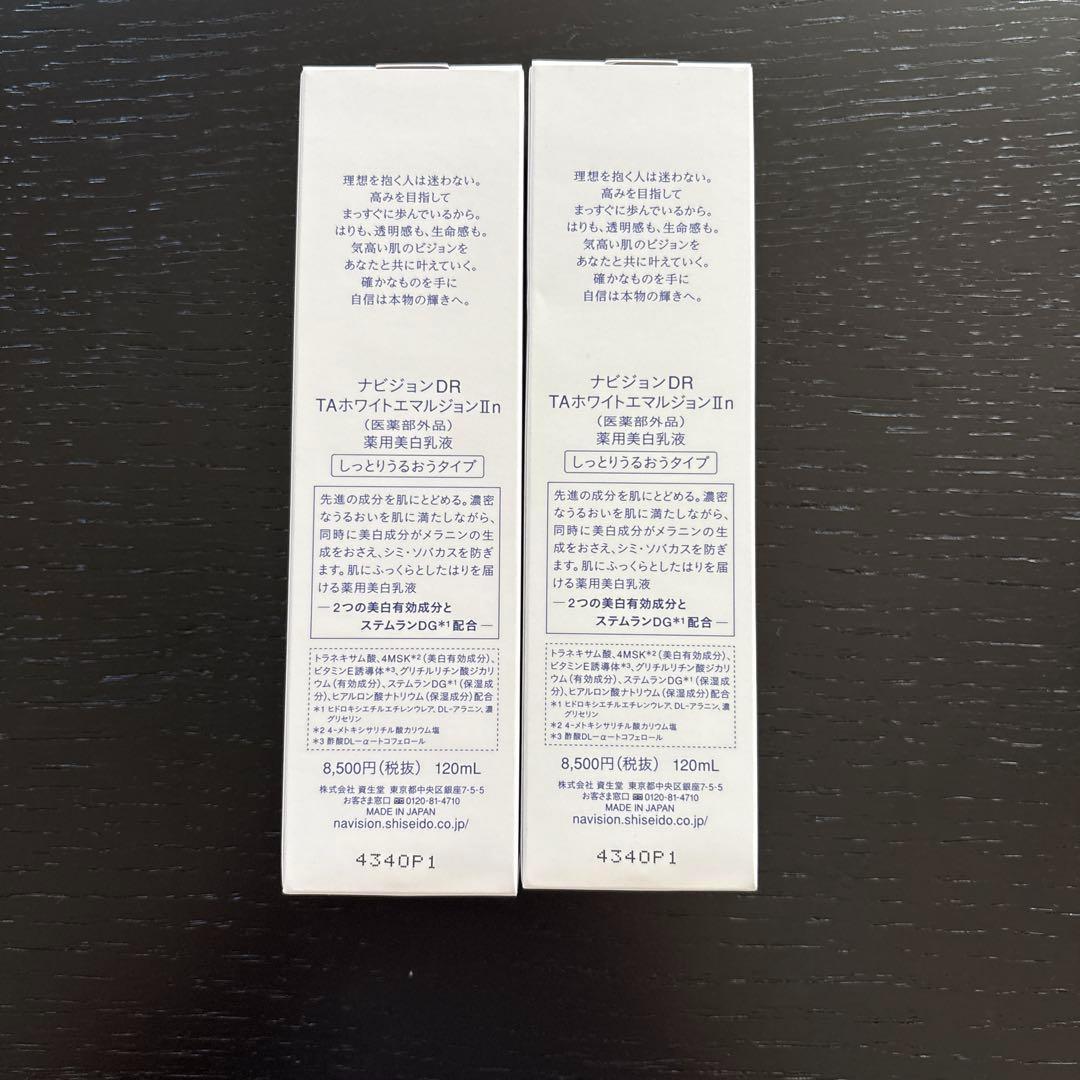 理想を抱く人は迷わない。
高みを目指して
まっすぐに歩んでいるから。
はりも、透明感も、生命感も。
気高い肌のビジョンを
あなたと共に叶えていく。
確かなものを手に
自信は本物の輝きへ。
ナビジョンDR
TAホワイトエマルジョンⅡn
(医薬部外品)
薬用美白乳液
しっとりうるおうタイプ
先進の成分を肌にとどめる。濃密
なうるおいを肌に満たしながら、
同時に美白成分がメラニンの生
成をおさえ、シミ・ソバカスを防ぎ
ます。肌にふっくらとしたはりを届
ける薬用美白乳液
―2つの美白有効成分と
ステムランDG*1配合―
トラネキサム酸、4MSK*2(美白有効成分)、
ビタミンE誘導体*3、グリチルリチン酸ジカリ
ウム(有効成分)、ステムランDG*1(保湿成
分)、ヒアルロン酸ナトリウム(保湿成分)配合
*1 ヒドロキシエチルエチレンウレア、DL-アラニン、濃
グリセリン
*2 4-メトキシサリチル酸カリウム塩
*3 酢酸DL-α-トコフェロール
8,500円(税抜) 120mL
株式会社 資生堂 東京都中央区銀座7-5-5
お客さま窓口 0120-81-4710
MADE IN JAPAN
navision.shiseido.co.jp/
4340P1
理想を抱く人は迷わない。
高みを目指して
まっすぐに歩んでいるから。
はりも、透明感も、生命感も。
気高い肌のビジョンを
あなたと共に叶えていく。
確かなものを手に
自信は本物の輝きへ。
ナビジョンDR
TAホワイトエマルジョンⅡn
(医薬部外品)
薬用美白乳液
しっとりうるおうタイプ
先進の成分を肌にとどめる。濃密
なうるおいを肌に満たしながら、
同時に美白成分がメラニンの生
成をおさえ、シミ・ソバカスを防ぎ
ます。肌にふっくらとしたはりを届
ける薬用美白乳液
―2つの美白有効成分と
ステムランDG*1配合―
トラネキサム酸、4MSK*2(美白有効成分)、
ビタミンE誘導体*3、グリチルリチン酸ジカリ
ウム(有効成分)、ステムランDG*1(保湿成
分)、ヒアルロン酸ナトリウム(保湿成分)配合
*1 ヒドロキシエチルエチレンウレア、DL-アラニン、濃
グリセリン
*2 4-メトキシサリチル酸カリウム塩
*3 酢酸DL-α-トコフェロール
8,500円(税抜) 120mL
株式会社 資生堂 東京都中央区銀座7-5-5
お客さま窓口 0120-81-4710
MADE IN JAPAN
navision.shiseido.co.jp/
4340P1